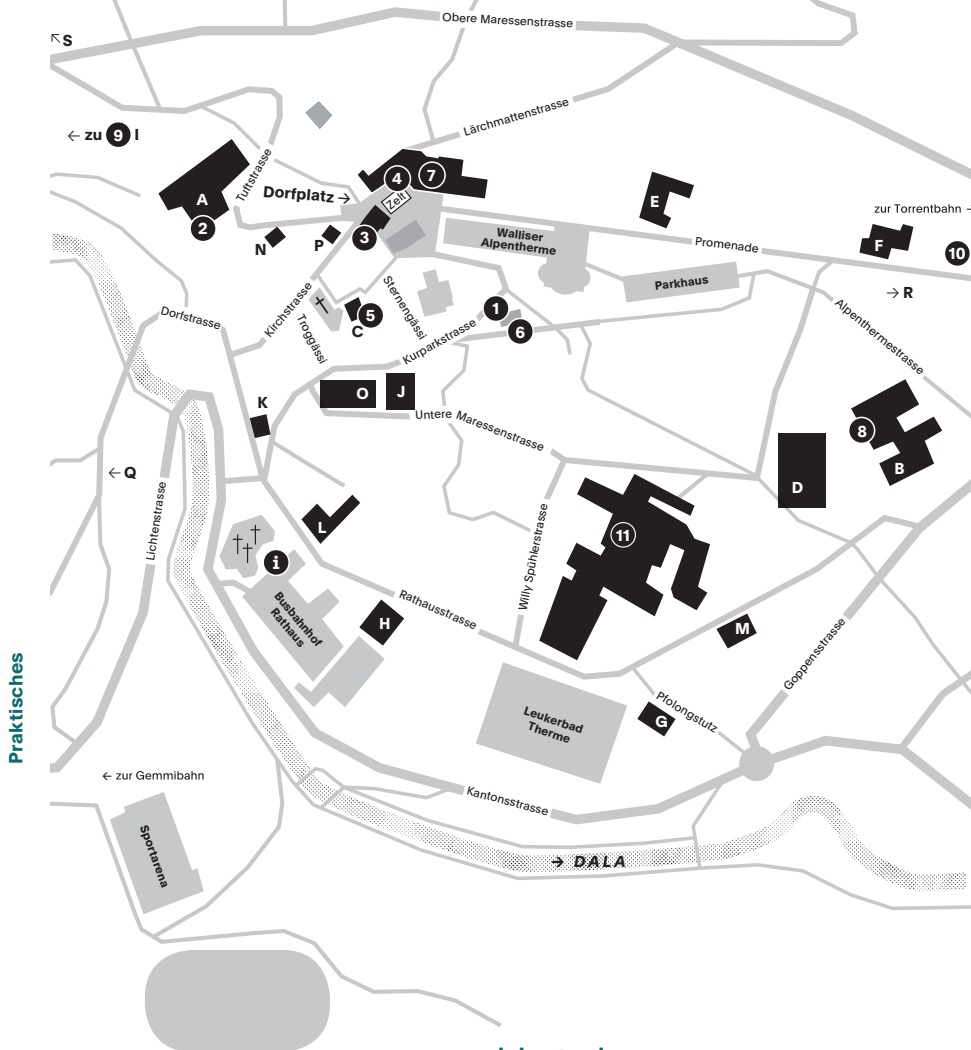 Obere Maressenstrasse
↖ S
Lärchmattenstrasse
← zu 9 I
Tuftstrasse
4
7
A
Dorfplatz →
Zelt
E
2
zur Torrentbahn →
N
P
3
Walliser
Alpentherme
Promenade
F
10
Parkhaus
→ R
Kirchstrasse
Sternengässi
Dorfstrasse
Troggässi
5
C
1
6
Alpenthermestrasse
Kurparkstrasse
K
O
J
Untere Maressenstrasse
8
B
← Q
D
Lichtenstrasse
L
Willy Spühlerstrasse
11
i
Busbahnhof
Rathaus
H
Rathausstrasse
M
Goppensstrasse
Praktisches
Leukerbad
Therme
Pfolongstutz
G
← zur Gemmibahn
Kantonsstrasse
Sportarena
→ DALA